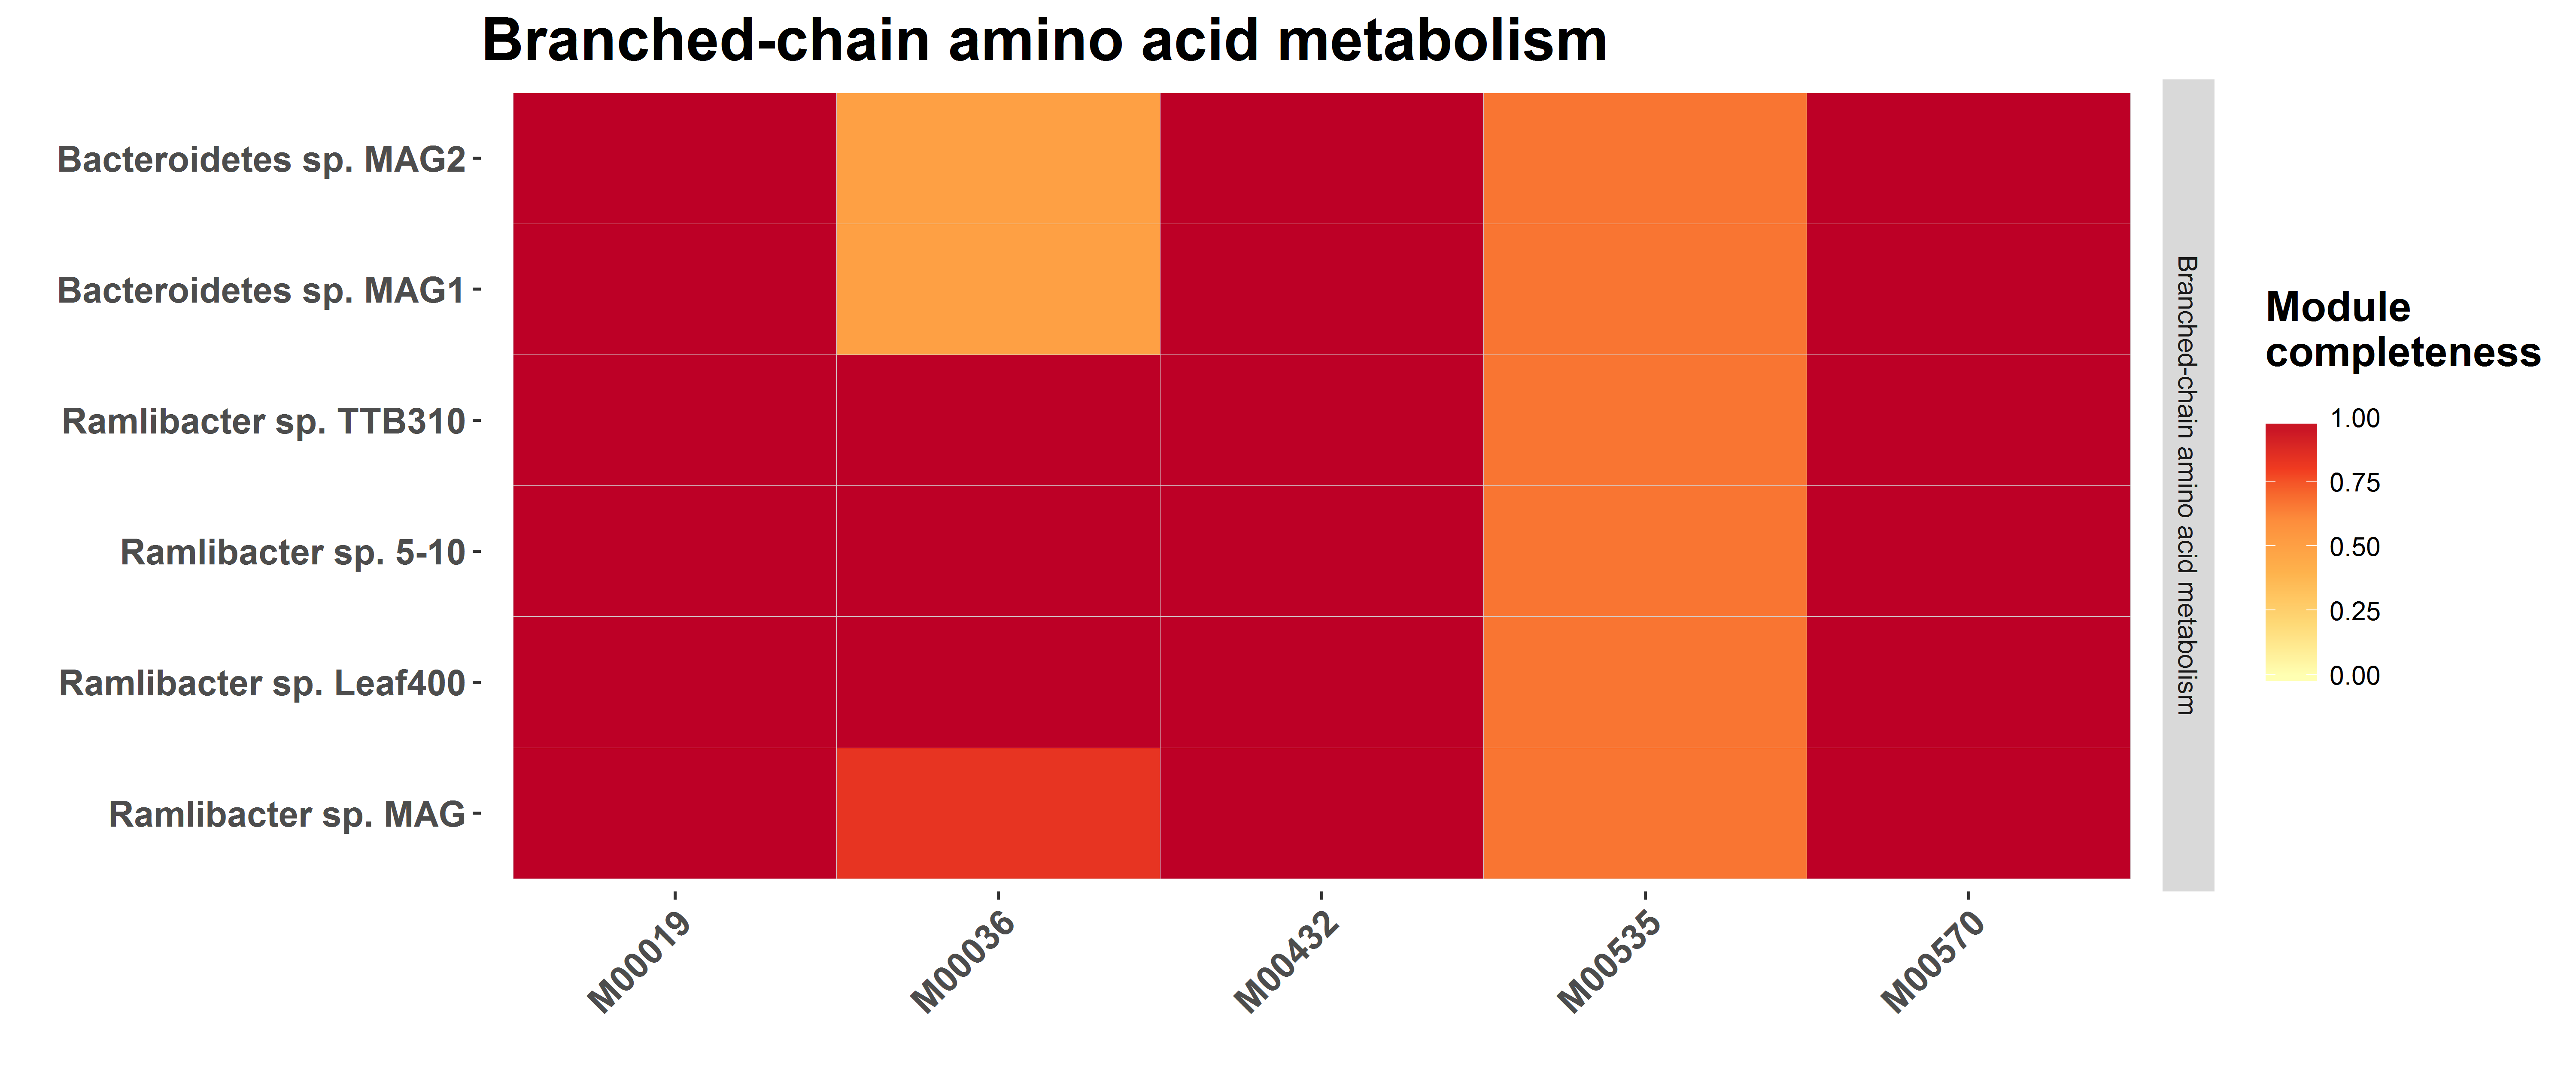 Branched-chain amino acid metabolism
Bacteroidetes sp. MAG2
Bacteroidetes sp. MAG1
Ramlibacter sp. TTB310
Ramlibacter sp. 5-10
Ramlibacter sp. Leaf400
Ramlibacter sp. MAG
M00019
M00036
M00432
M00535
M00570
Branched-chain amino acid metabolism
Module
completeness
1.00
0.75
0.50
0.25
0.00